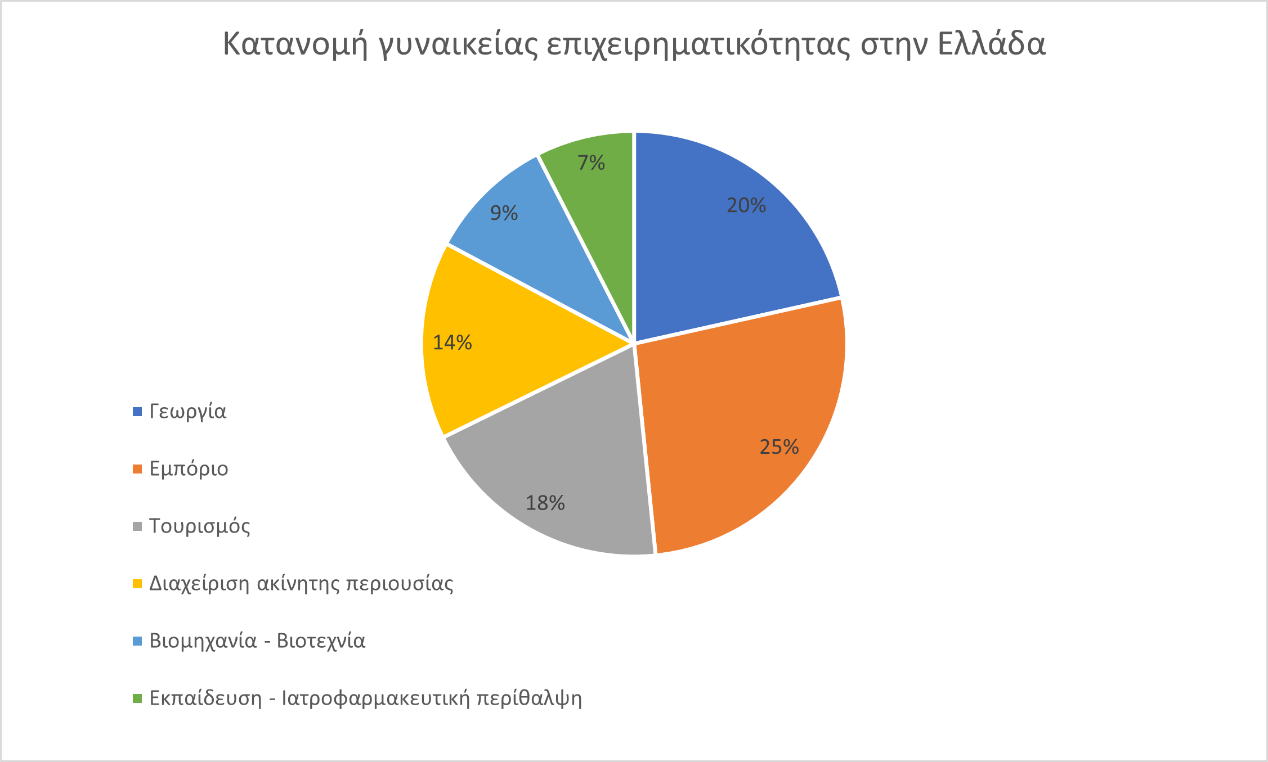 Κατανομή γυναικείας επιχειρηματικότητας στην Ελλάδα
7%
20%
9%
14%
25%
18%
Γεωργία
Εμπόριο
Τουρισμός
Διαχείριση ακίνητης περιουσίας
Βιομηχανία - Βιοτεχνία
Εκπαίδευση - Ιατροφαρμακευτική περίθαλψη